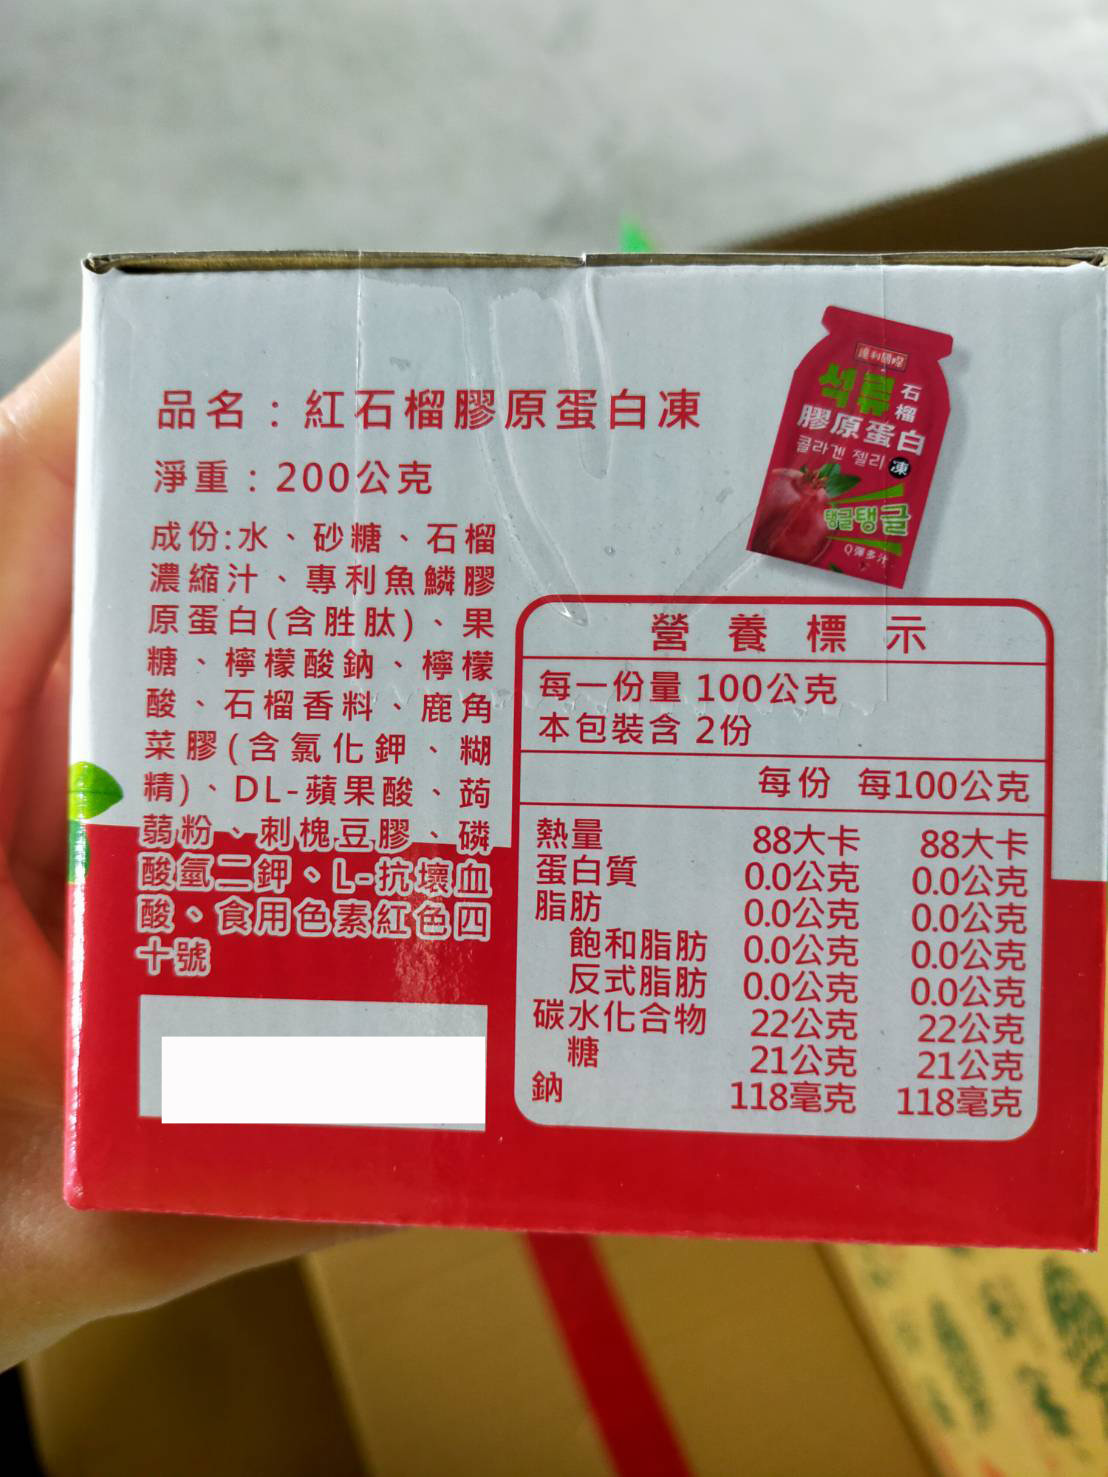 品名：紅石榴膠原蛋白凍
淨重：200公克
成份:水、砂糖、石榴
濃縮汁、專利魚鱗膠
原蛋白(含胜肽)、果
糖、檸檬酸鈉、檸檬
酸、石榴香料、鹿角
菜膠(含氯化鉀、糊
精)、DL-蘋果酸、蒟
蒻粉、刺槐豆膠、磷
酸氫二鉀、L-抗壞血
酸、食用色素紅色四
十號
석류
石榴
膠原蛋白
콜라겐 젤리 凍
탱글탱글
Q彈多汁
營養標示
每一份量 100公克
本包裝含 2份
每份 每100公克
熱量 88大卡 88大卡
蛋白質 0.0公克 0.0公克
脂肪 0.0公克 0.0公克
飽和脂肪 0.0公克 0.0公克
反式脂肪 0.0公克 0.0公克
碳水化合物 22公克 22公克
糖 21公克 21公克
鈉 118毫克 118毫克